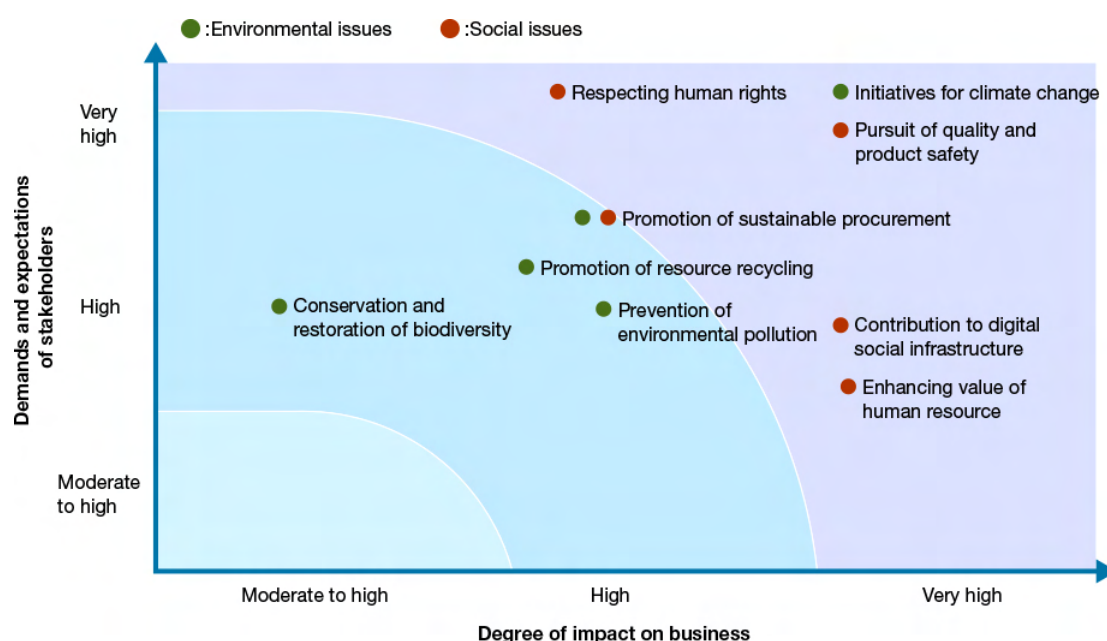 :Environmental issues
:Social issues
Very
high
High
Moderate
to high
Demands and expectations
of stakeholders
Respecting human rights
Initiatives for climate change
Pursuit of quality and
product safety
Promotion of sustainable procurement
Promotion of resource recycling
Conservation and
restoration of biodiversity
Prevention of
environmental pollution
Contribution to digital
social infrastructure
Enhancing value of
human resource
Moderate to high
High
Very high
Degree of impact on business